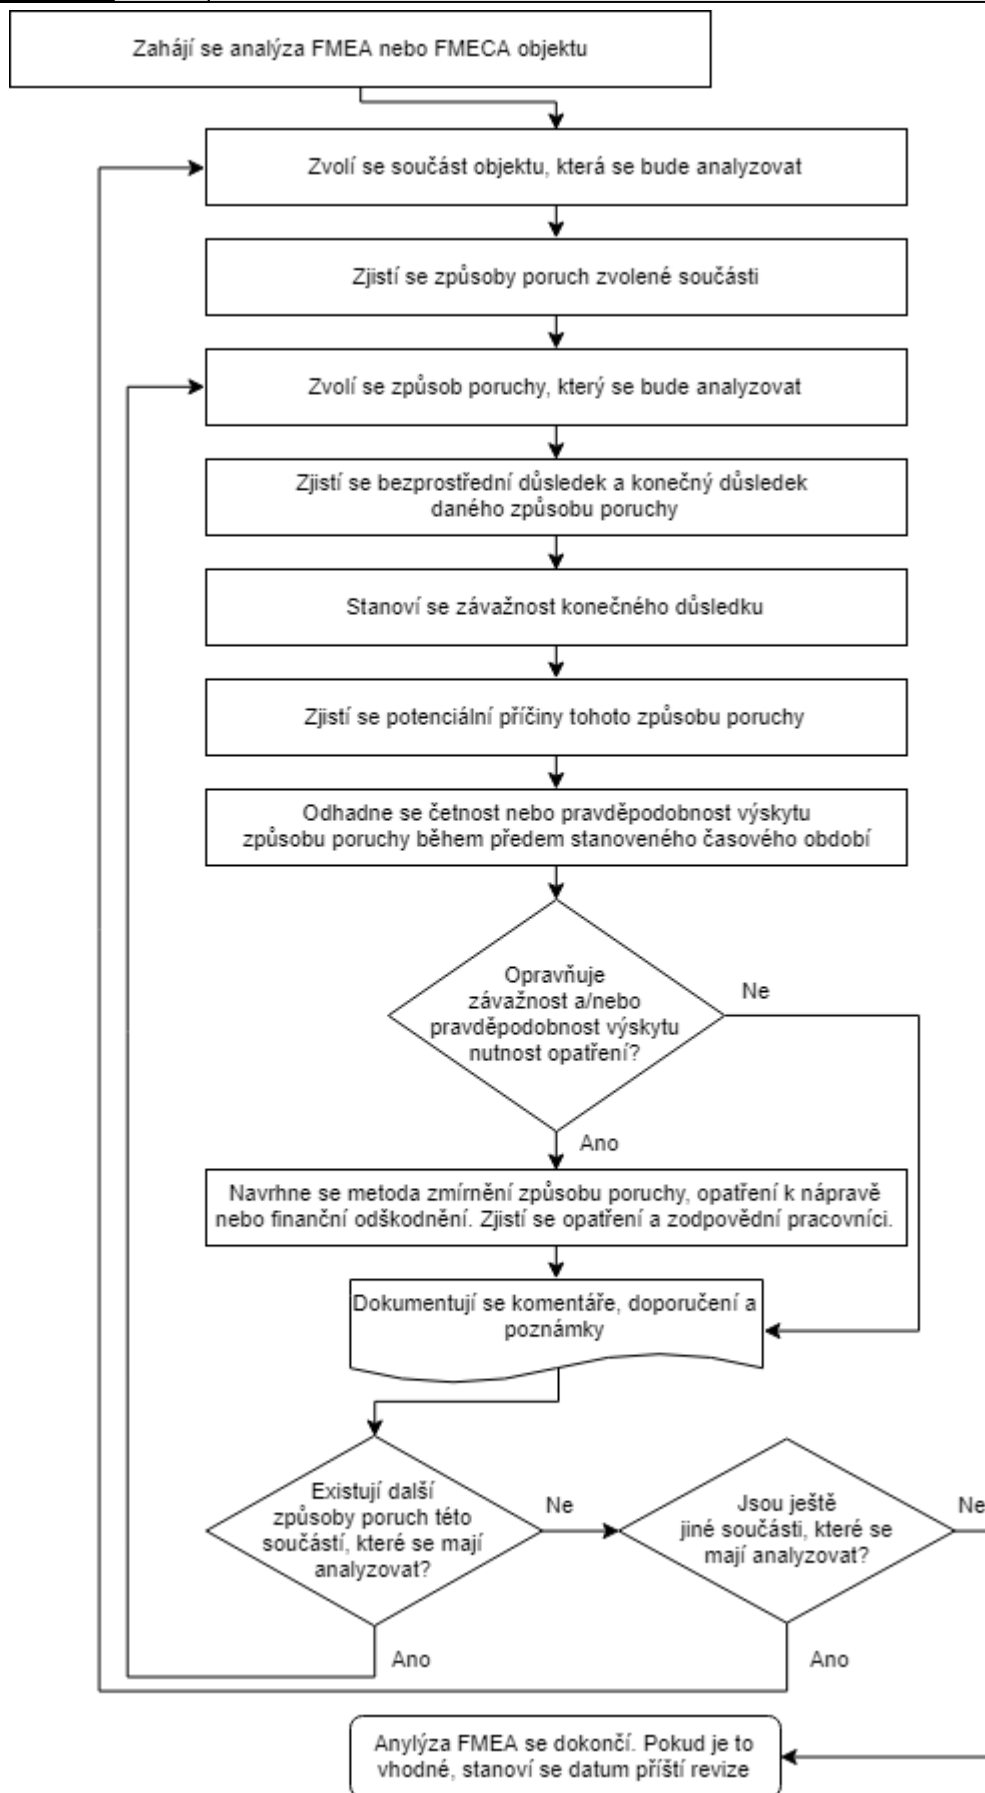 Zahájí se analýza FMEA nebo FMECA objektu
Zvolí se součást objektu, která se bude analyzovat
Zjistí se způsoby poruch zvolené součásti
Zvolí se způsob poruchy, který se bude analyzovat
Zjistí se bezprostřední důsledek a konečný důsledek
daného způsobu poruchy
Stanoví se závažnost konečného důsledku
Zjistí se potenciální příčiny tohoto způsobu poruchy
Odhadne se četnost nebo pravděpodobnost výskytu
způsobu poruchy během předem stanoveného časového období
Opravňuje
závažnost a/nebo
pravděpodobnost výskytu
nutnost opatření?
Ne
Ano
Navrhne se metoda zmírnění způsobu poruchy, opatření k nápravě
nebo finanční odškodnění. Zjistí se opatření a zodpovědní pracovníci.
Dokumentují se komentáře, doporučení a
poznámky
Existují další
způsoby poruch této
součástí, které se mají
analyzovat?
Ne
Jsou ještě
jiné součásti, které se
mají analyzovat?
Ne
Ano
Ano
Anylýza FMEA se dokončí. Pokud je to
vhodné, stanoví se datum příští revize